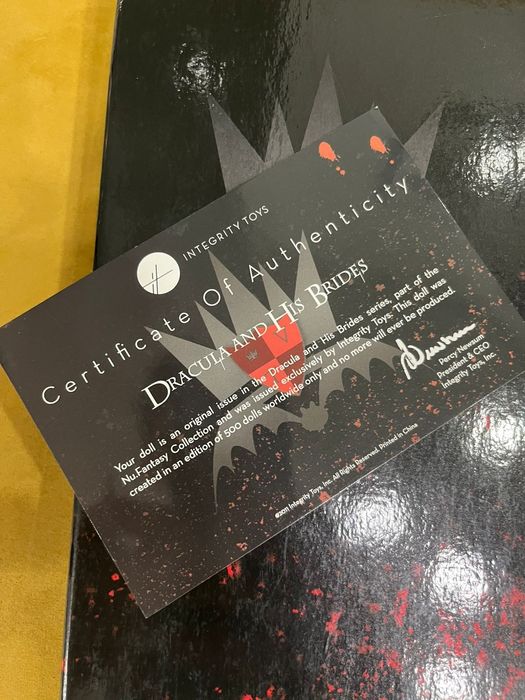 INTEGRITY TOYS
Certificate Of Authenticity
DRACULA AND HIS BRIDES
Your doll is an original issue in the Dracula and His Brides series, part of the
Nu.Fantasy Collection and was issued exclusively by Integrity Toys. This doll was
created in an edition of 500 dolls worldwide only and no more will ever be produced.
Percy Newsum
President & CEO
Integrity Toys, Inc.
©2011 Integrity Toys, Inc. All Rights Reserved. Printed in China